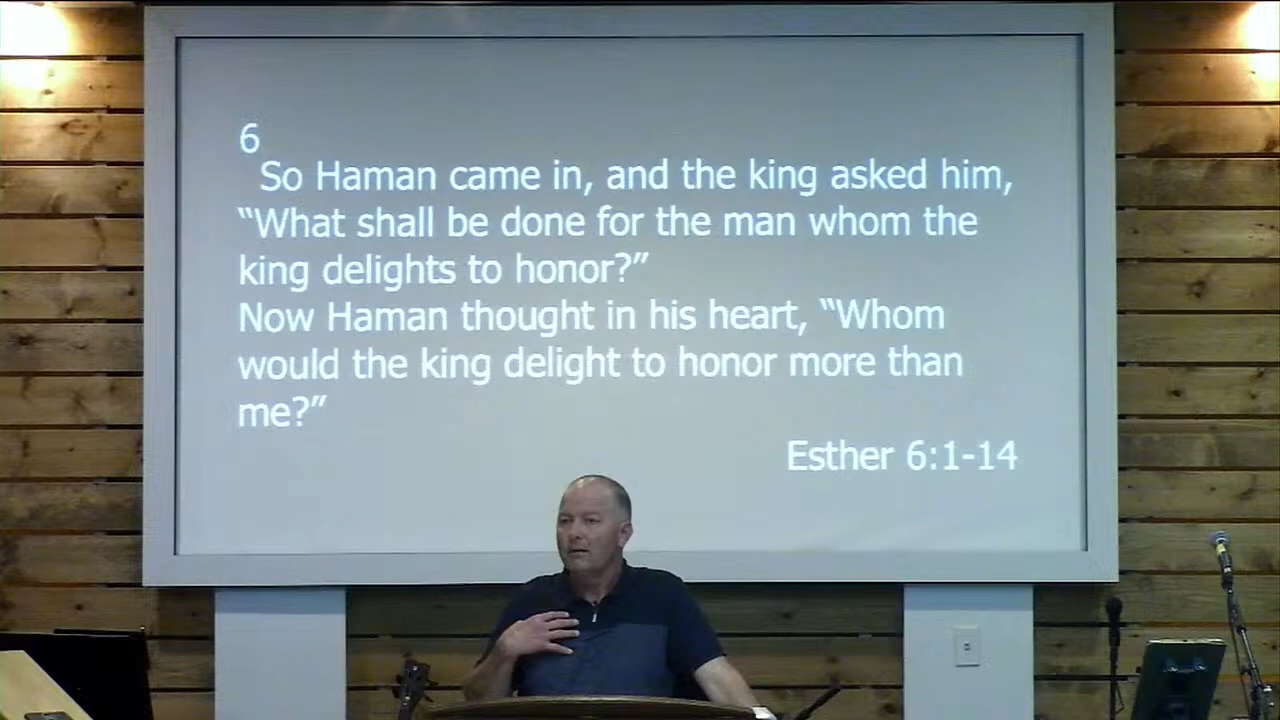 6
So Haman came in, and the king asked him,
“What shall be done for the man whom the
king delights to honor?”
Now Haman thought in his heart, “Whom
would the king delight to honor more than
me?”
Esther 6:1-14